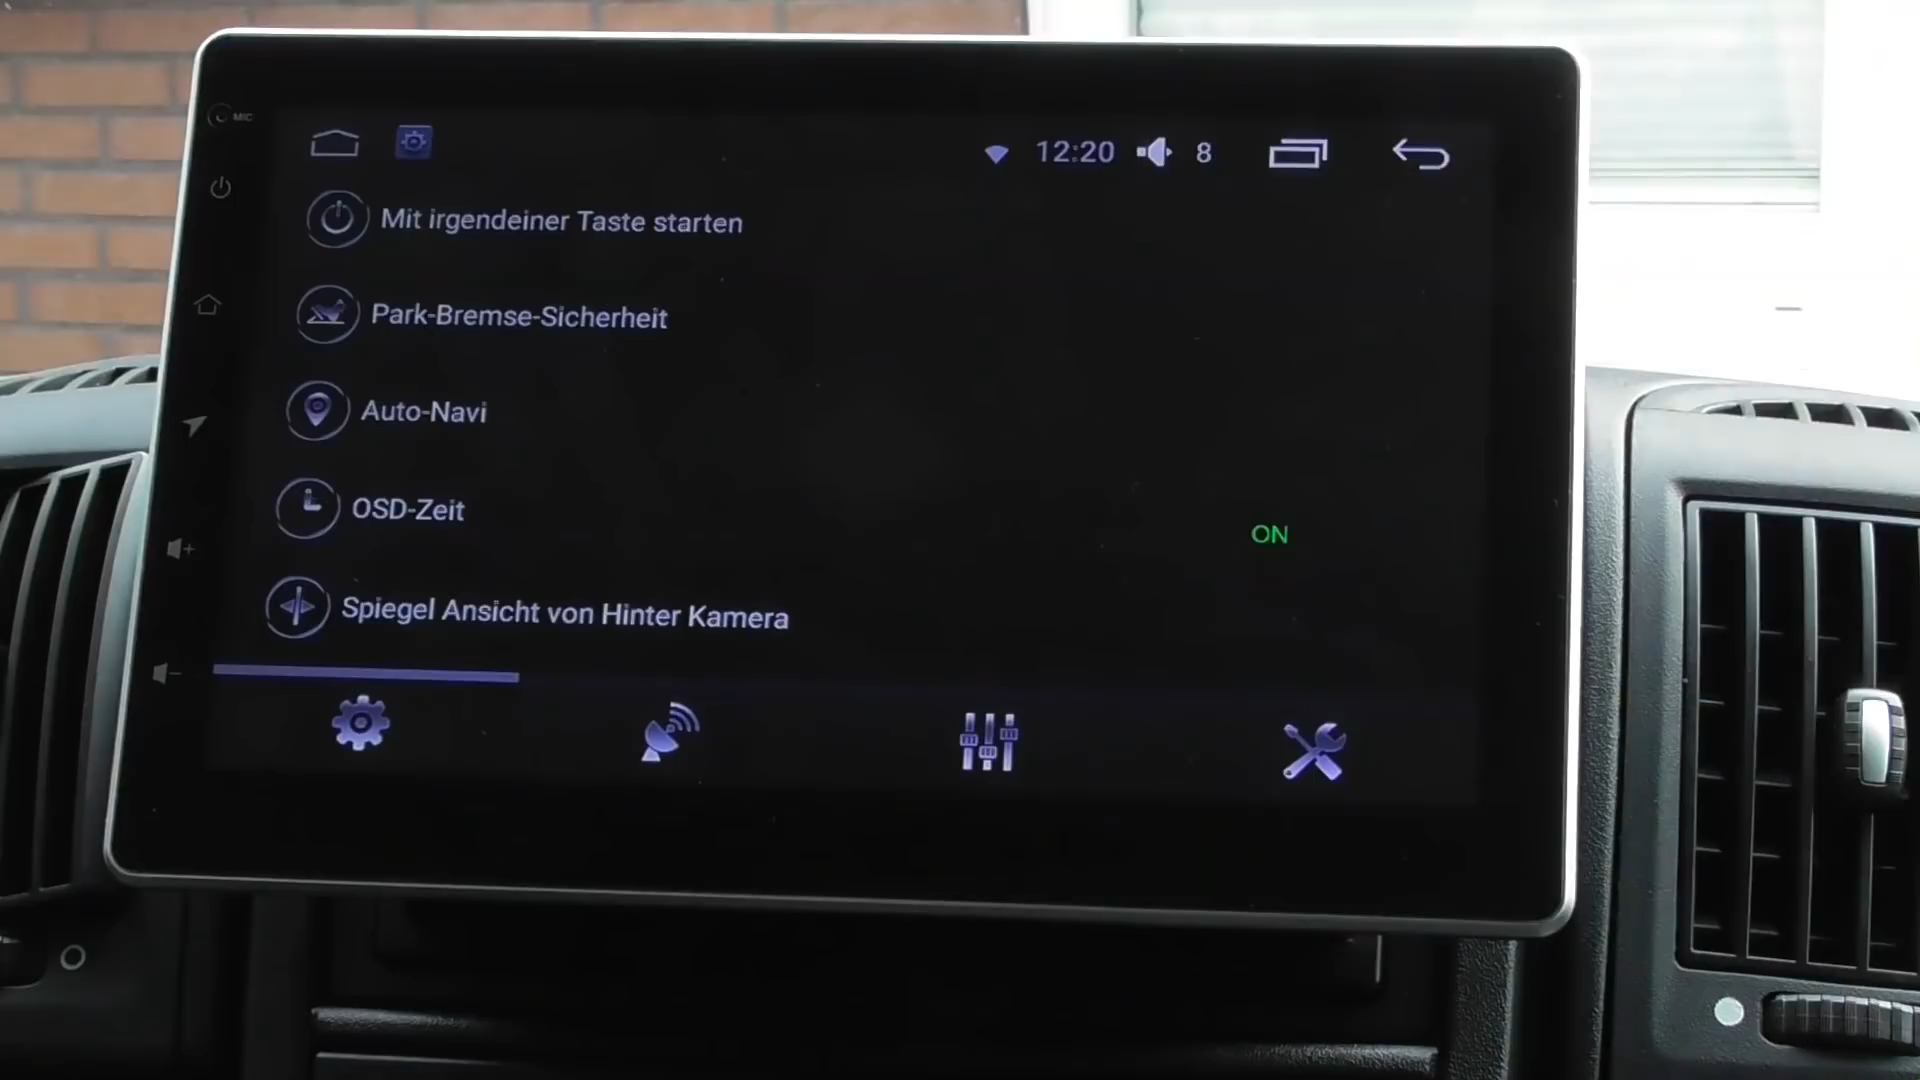 MIC
12:20 8
Mit irgendeiner Taste starten
Park-Bremse-Sicherheit
Auto-Navi
OSD-Zeit
ON
Spiegel Ansicht von Hinter Kamera